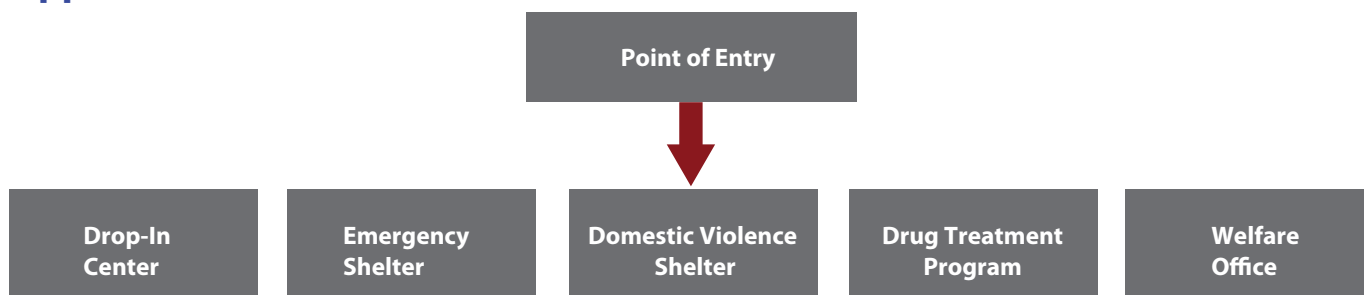 Point of Entry
Drop-In
Center
Emergency
Shelter
Domestic Violence
Shelter
Drug Treatment
Program
Welfare
Office